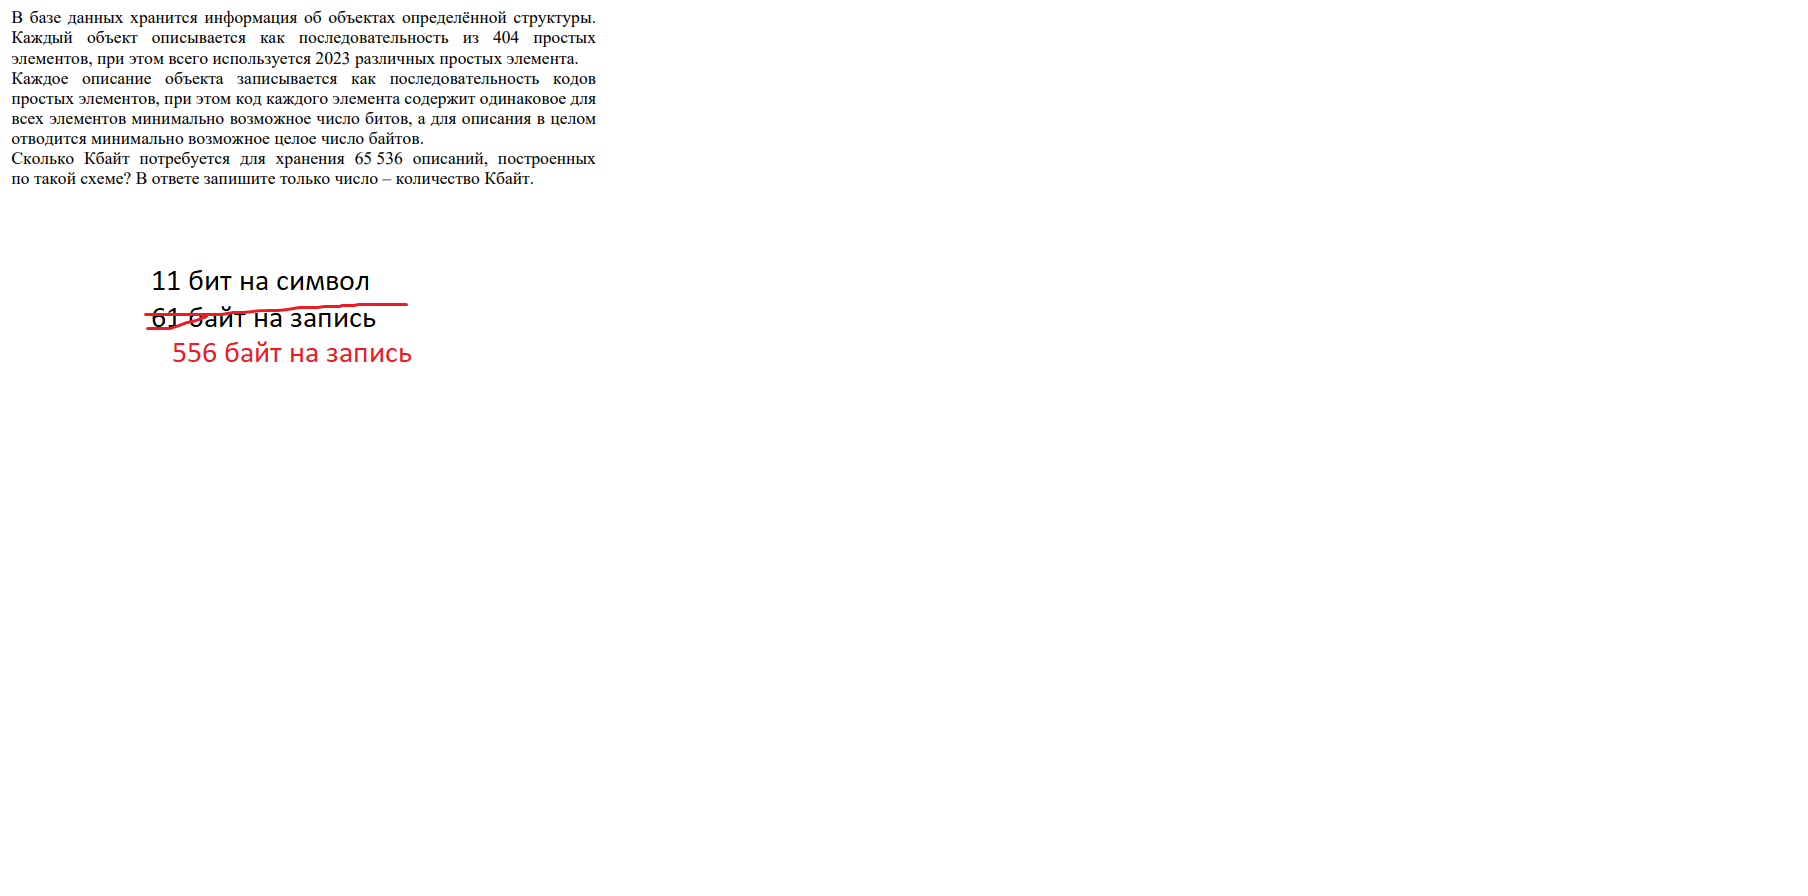 В базе данных хранится информация об объектах определённой структуры.
Каждый объект описывается как последовательность из 404 простых
элементов, при этом всего используется 2023 различных простых элемента.
Каждое описание объекта записывается как последовательность кодов
простых элементов, при этом код каждого элемента содержит одинаковое для
всех элементов минимально возможное число битов, а для описания в целом
отводится минимально возможное целое число байтов.
Сколько Кбайт потребуется для хранения 65 536 описаний, построенных
по такой схеме? В ответе запишите только число – количество Кбайт.
11 бит на символ
61 байт на запись
556 байт на запись